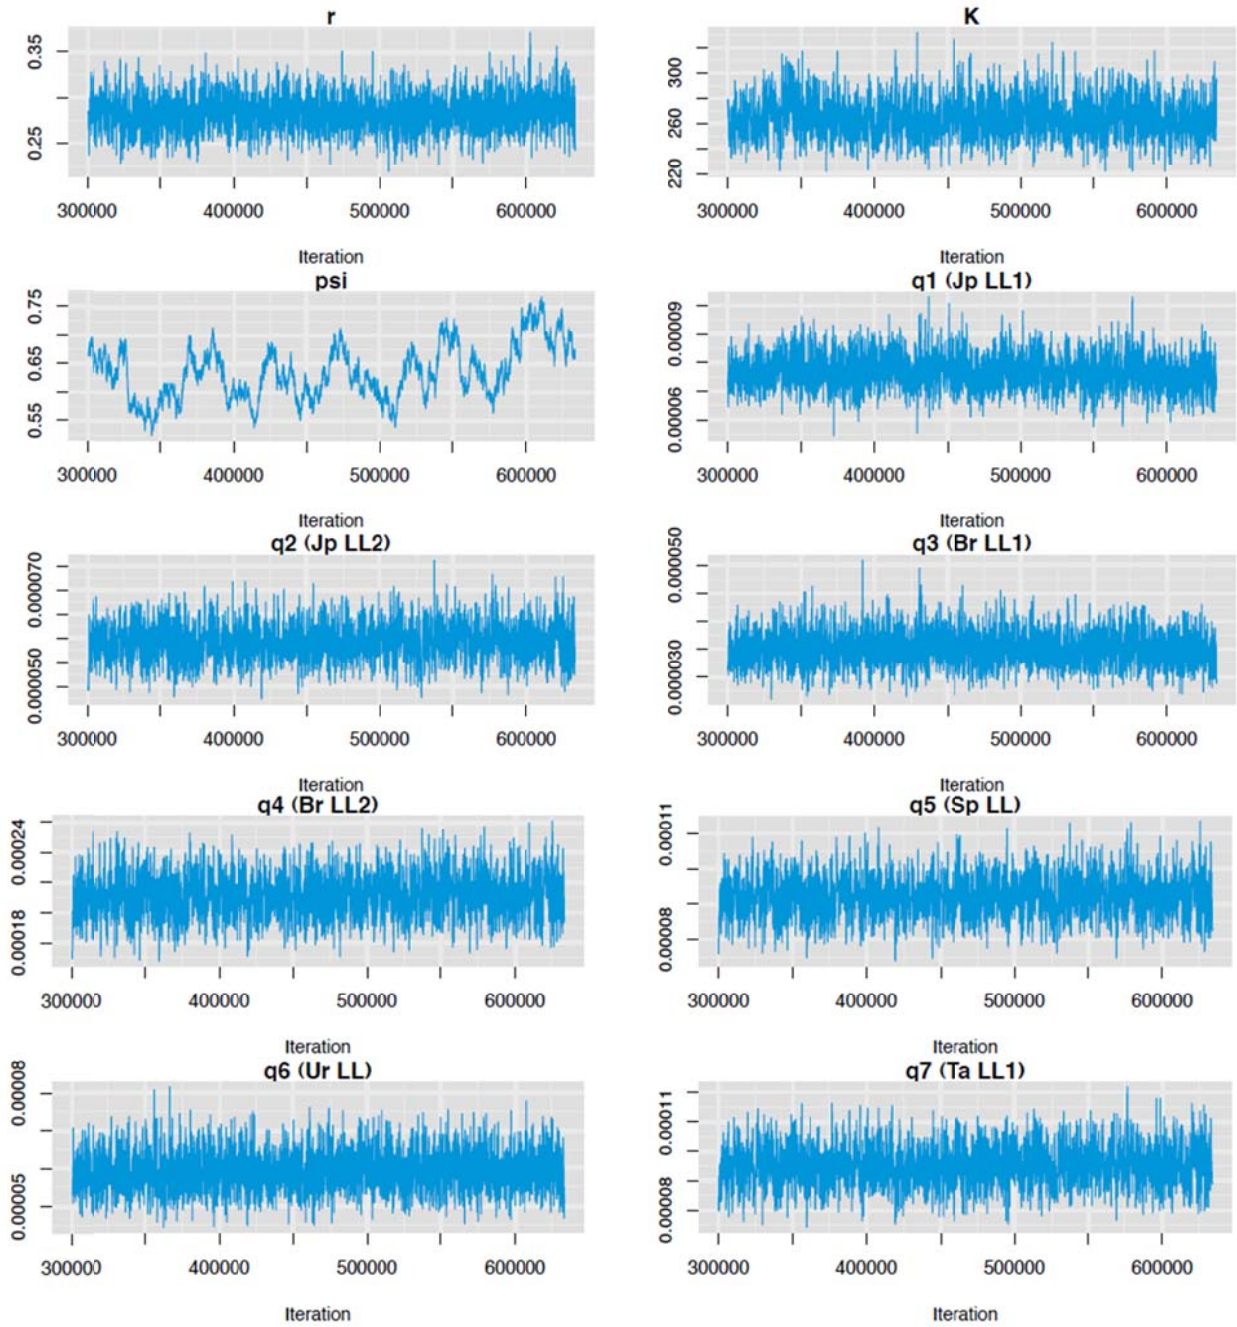 r
0.35
0.25
300000 400000 500000 600000
Iteration
K
300
260
220
300000 400000 500000 600000
Iteration
psi
0.75
0.65
0.55
300000 400000 500000 600000
Iteration
q1 (Jp LL1)
0.00009
0.00006
300000 400000 500000 600000
Iteration
q2 (Jp LL2)
0.000070
0.000050
300000 400000 500000 600000
Iteration
q3 (Br LL1)
0.000050
0.000030
300000 400000 500000 600000
Iteration
q4 (Br LL2)
0.00024
0.00018
300000 400000 500000 600000
Iteration
q5 (Sp LL)
0.00011
0.00008
300000 400000 500000 600000
Iteration
q6 (Ur LL)
0.00008
0.00005
300000 400000 500000 600000
Iteration
q7 (Ta LL1)
0.00011
0.00008
300000 400000 500000 600000
Iteration